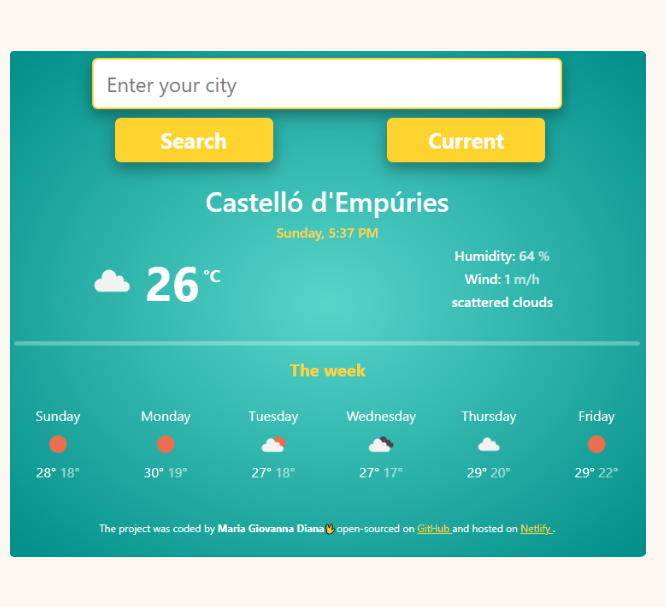 Enter your city
Search Current
Castelló d'Empúries
Sunday, 5:37 PM
26 °C
Humidity: 64 %
Wind: 1 m/h
scattered clouds
The week
Sunday Monday Tuesday Wednesday Thursday Friday
28° 18° 30° 19° 27° 18° 27° 17° 29° 20° 29° 22°
The project was coded by Maria Giovanna Diana🖖open-sourced on GitHub and hosted on Netlify .